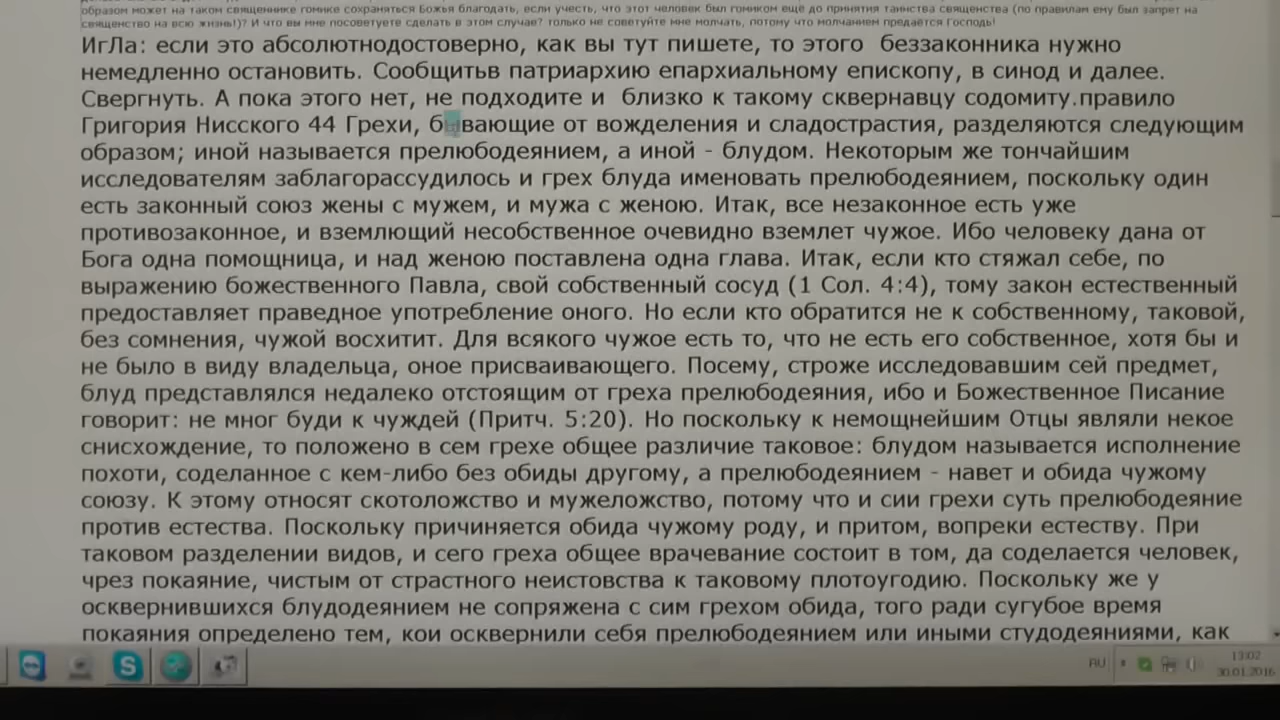 образом может на таком священнике гомике сохраняться Божья благодать, если учесть, что этот человек был гомиком ещё до принятия таинства священства (по правилам ему был запрет на
священство на всю жизнь!)? И что вы мне посоветуете сделать в этом случае? только не советуйте мне молчать, потому что молчанием предаётся Господь!
ИгЛа: если это абсолютнодостоверно, как вы тут пишете, то этого беззаконника нужно
немедленно остановить. Сообщитьв патриархию епархиальному епископу, в синод и далее.
Свергнуть. А пока этого нет, не подходите и близко к такому сквернавцу содомиту.правило
Григория Нисского 44 Грехи, бывающие от вожделения и сладострастия, разделяются следующим
образом; иной называется прелюбодеянием, а иной - блудом. Некоторым же тончайшим
исследователям заблагорассудилось и грех блуда именовать прелюбодеянием, поскольку один
есть законный союз жены с мужем, и мужа с женою. Итак, все незаконное есть уже
противозаконное, и вземлющий несобственное очевидно вземлет чужое. Ибо человеку дана от
Бога одна помощница, и над женою поставлена одна глава. Итак, если кто стяжал себе, по
выражению божественного Павла, свой собственный сосуд (1 Сол. 4:4), тому закон естественный
предоставляет праведное употребление оного. Но если кто обратится не к собственному, таковой,
без сомнения, чужой восхитит. Для всякого чужое есть то, что не есть его собственное, хотя бы и
не было в виду владельца, оное присваивающего. Посему, строже исследовавшим сей предмет,
блуд представлялся недалеко отстоящим от греха прелюбодеяния, ибо и Божественное Писание
говорит: не мног буди к чуждей (Притч. 5:20). Но поскольку к немощнейшим Отцы являли некое
снисхождение, то положено в сем грехе общее различие таковое: блудом называется исполнение
похоти, соделанное с кем-либо без обиды другому, а прелюбодеянием - навет и обида чужому
союзу. К этому относят скотоложство и мужеложство, потому что и сии грехи суть прелюбодеяние
против естества. Поскольку причиняется обида чужому роду, и притом, вопреки естеству. При
таковом разделении видов, и сего греха общее врачевание состоит в том, да соделается человек,
чрез покаяние, чистым от страстного неистовства к таковому плотоугодию. Поскольку же у
осквернившихся блудодеянием не сопряжена с сим грехом обида, того ради сугубое время
покаяния определено тем, кои осквернили себя прелюбодеянием или иными студодеяниями, как
RU
13:02
30.01.2016